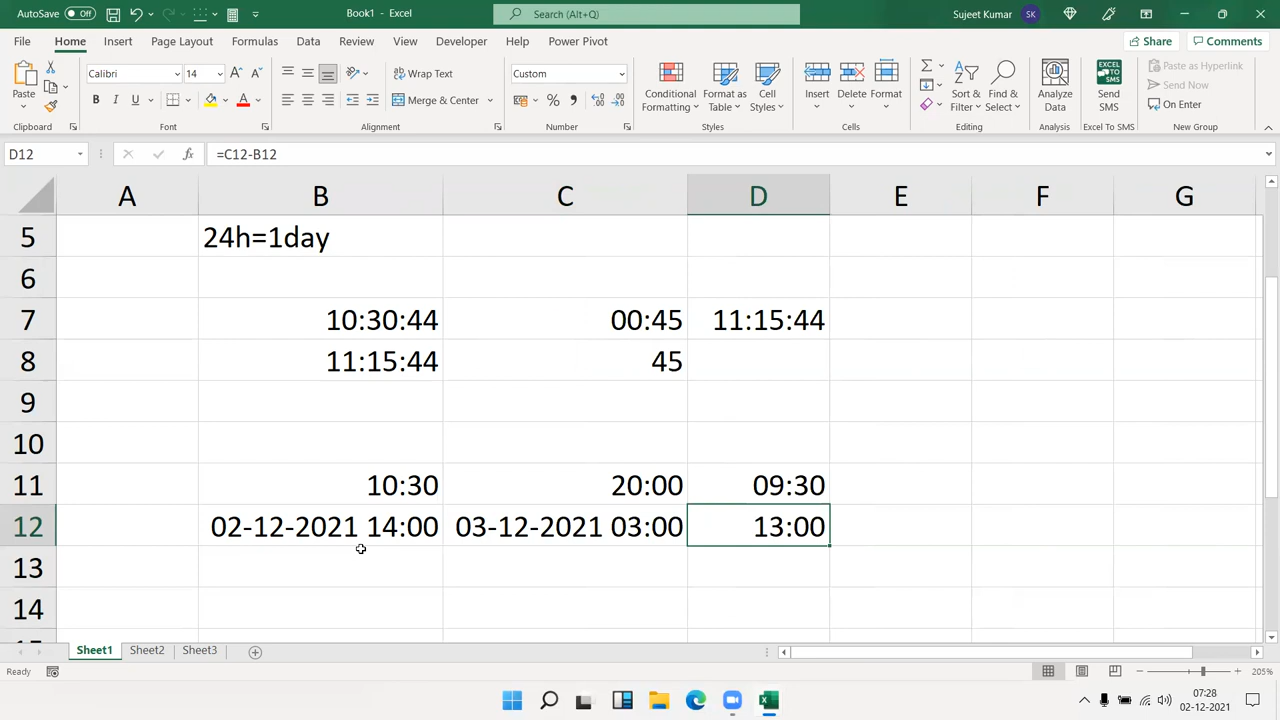 AutoSave Off
Book1 - Excel
Search (Alt+Q)
Sujeet Kumar SK
File Home Insert Page Layout Formulas Data Review View Developer Help Power Pivot
Share Comments
Paste
Clipboard
Calibri 14
B I U
Font
Wrap Text
Merge & Center
Alignment
Custom
Number
Conditional Formatting
Format as Table
Cell Styles
Styles
Insert Delete Format
Cells
Sort & Filter
Find & Select
Editing
Analyze Data
Analysis
Send SMS
Excel To SMS
Paste as Hyperlink
Send Now
On Enter
New Group
D12 fx =C12-B12
A B C D E F G
5 24h=1day
6
7 10:30:44 00:45 11:15:44
8 11:15:44 45
9
10
11 10:30 20:00 09:30
12 02-12-2021 14:00 03-12-2021 03:00 13:00
13
14
Sheet1 Sheet2 Sheet3
Ready
205%
07:28
02-12-2021